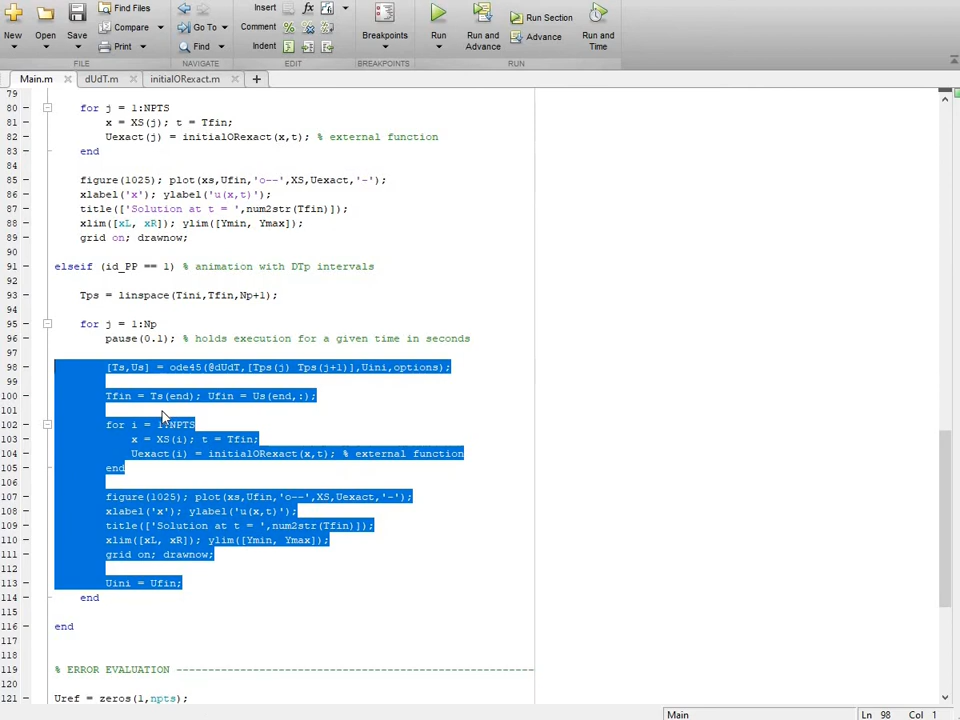 Find Files
Insert
fx
New
Open
Save
Compare
Print
Go To
Find
Comment
Indent
Breakpoints
Run
Run and
Advance
Run Section
Advance
Run and
Time
FILE
NAVIGATE
EDIT
BREAKPOINTS
RUN
Main.m
dUdT.m
initialORexact.m
79
80 for j = 1:NPTS
81 x = XS(j); t = Tfin;
82 Uexact(j) = initialORexact(x,t); % external function
83 end
84
85 figure(1025); plot(xs,Ufin,'o--',XS,Uexact,'-');
86 xlabel('x'); ylabel('u(x,t)');
87 title(['Solution at t = ',num2str(Tfin)]);
88 xlim([xL, xR]); ylim([Ymin, Ymax]);
89 grid on; drawnow;
90
91 elseif (id_PP == 1) % animation with DTp intervals
92
93 Tps = linspace(Tini,Tfin,Np+1);
94
95 for j = 1:Np
96 pause(0.1); % holds execution for a given time in seconds
97
98 [Ts,Us] = ode45(@dUdT,[Tps(j) Tps(j+1)],Uini,options);
99
100 Tfin = Ts(end); Ufin = Us(end,:);
101
102 for i = 1:NPTS
103 x = XS(i); t = Tfin;
104 Uexact(i) = initialORexact(x,t); % external function
105 end
106
107 figure(1025); plot(xs,Ufin,'o--',XS,Uexact,'-');
108 xlabel('x'); ylabel('u(x,t)');
109 title(['Solution at t = ',num2str(Tfin)]);
110 xlim([xL, xR]); ylim([Ymin, Ymax]);
111 grid on; drawnow;
112
113 Uini = Ufin;
114 end
115
116 end
117
118
119 % ERROR EVALUATION --------------------------------------------------------
120
121 Uref = zeros(1,npts);
Main
Ln 98 Col 1